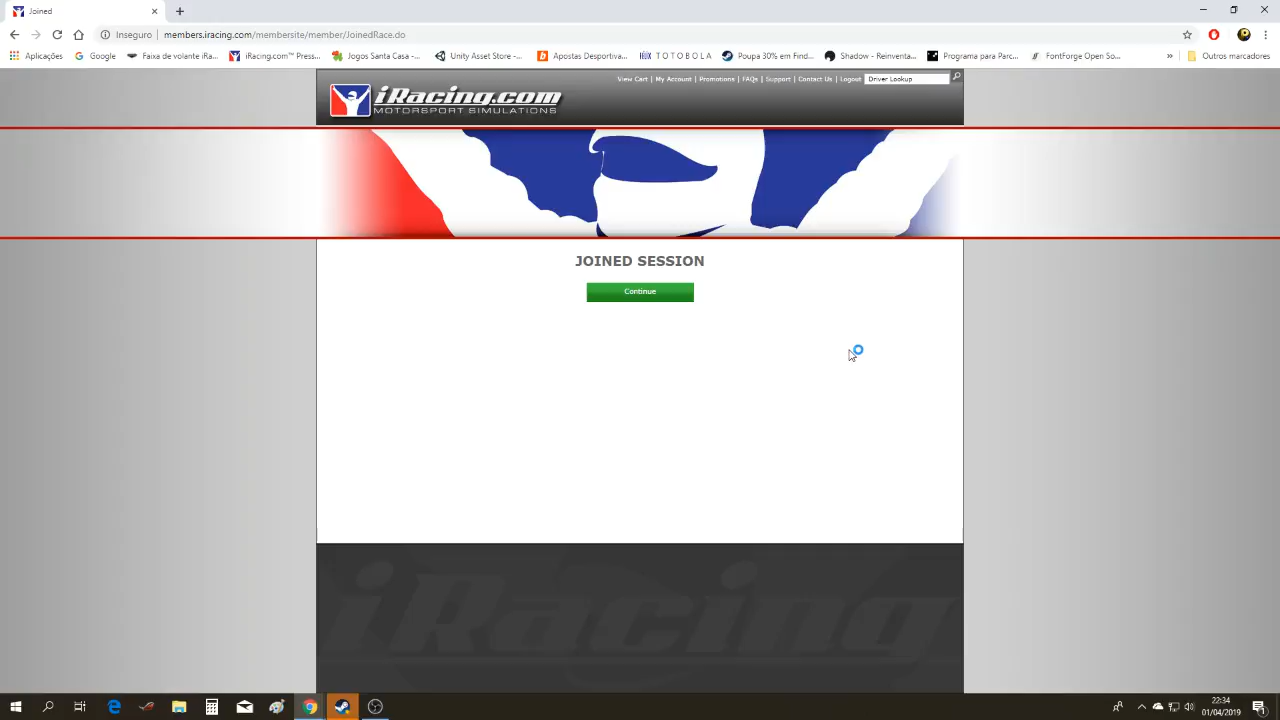 Joined
Inseguro | members.iracing.com/membersite/member/JoinedRace.do
Aplicações Google Faixa de volante iRa... iRacing.com™ Press... Jogos Santa Casa -... Unity Asset Store -... Apostas Desportiva... T O T O B O L A Poupa 30% em Find... Shadow - Reinventa... Programa para Parc... FontForge Open So... » Outros marcadores
View Cart | My Account | Promotions | FAQs | Support | Contact Us | Logout Driver Lookup
iRacing.com
MOTORSPORT SIMULATIONS
JOINED SESSION
Continue
iRacing
22:34
01/04/2019